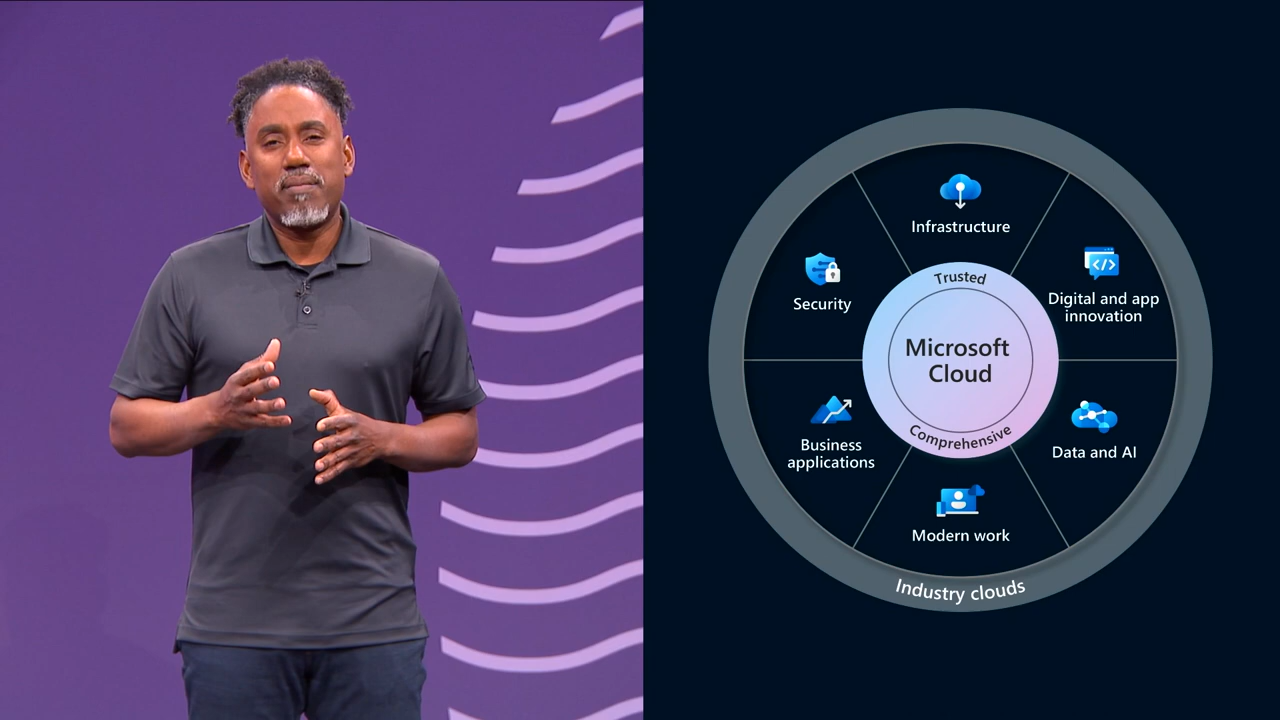 Infrastructure
Digital and app
innovation
Data and AI
Modern work
Business
applications
Security
Trusted
Microsoft
Cloud
Comprehensive
Industry clouds